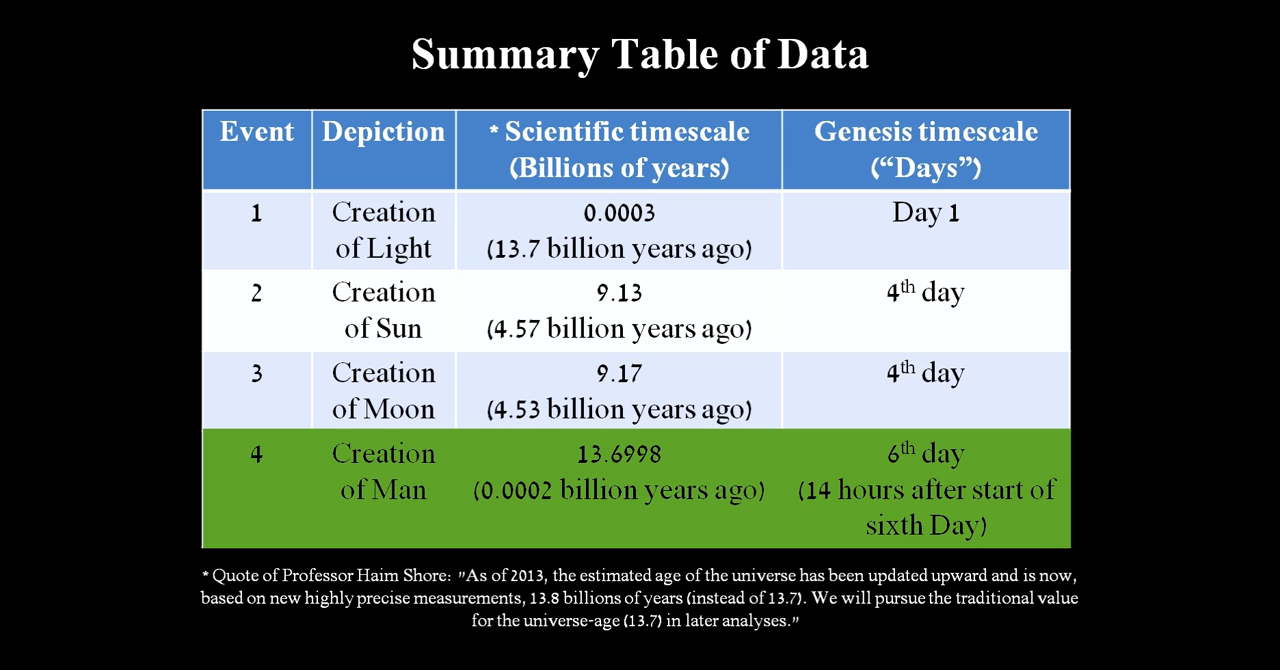 Summary Table of Data
Event Depiction * Scientific timescale (Billions of years) Genesis timescale (“Days”)
1 Creation of Light 0.0003 (13.7 billion years ago) Day 1
2 Creation of Sun 9.13 (4.57 billion years ago) 4th day
3 Creation of Moon 9.17 (4.53 billion years ago) 4th day
4 Creation of Man 13.6998 (0.0002 billion years ago) 6th day (14 hours after start of sixth Day)
* Quote of Professor Haim Shore: "As of 2013, the estimated age of the universe has been updated upward and is now,
based on new highly precise measurements, 13.8 billions of years (instead of 13.7). We will pursue the traditional value
for the universe-age (13.7) in later analyses."